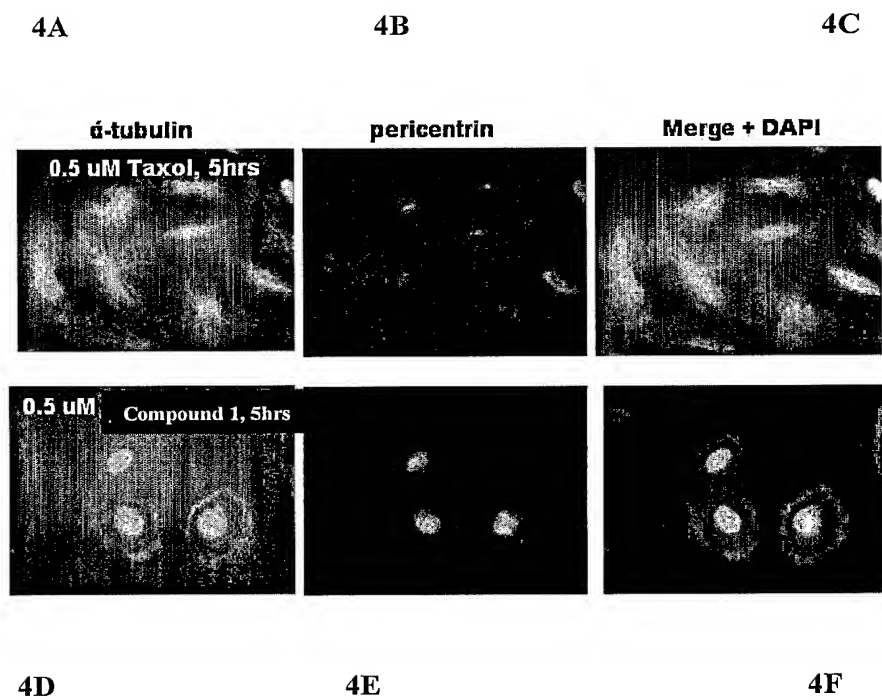 4A 4B 4C
ά-tubulin pericentrin Merge + DAPI
0.5 uM Taxol, 5hrs
0.5 uM Compound 1, 5hrs
4D 4E 4F